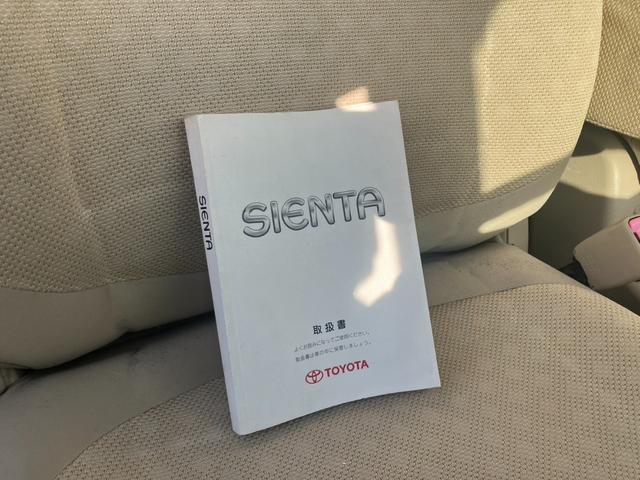 SIENTA
SIENTA
取扱書
よくお読みになってご使用ください。
取扱書は車の中に保管しましょう。
TOYOTA